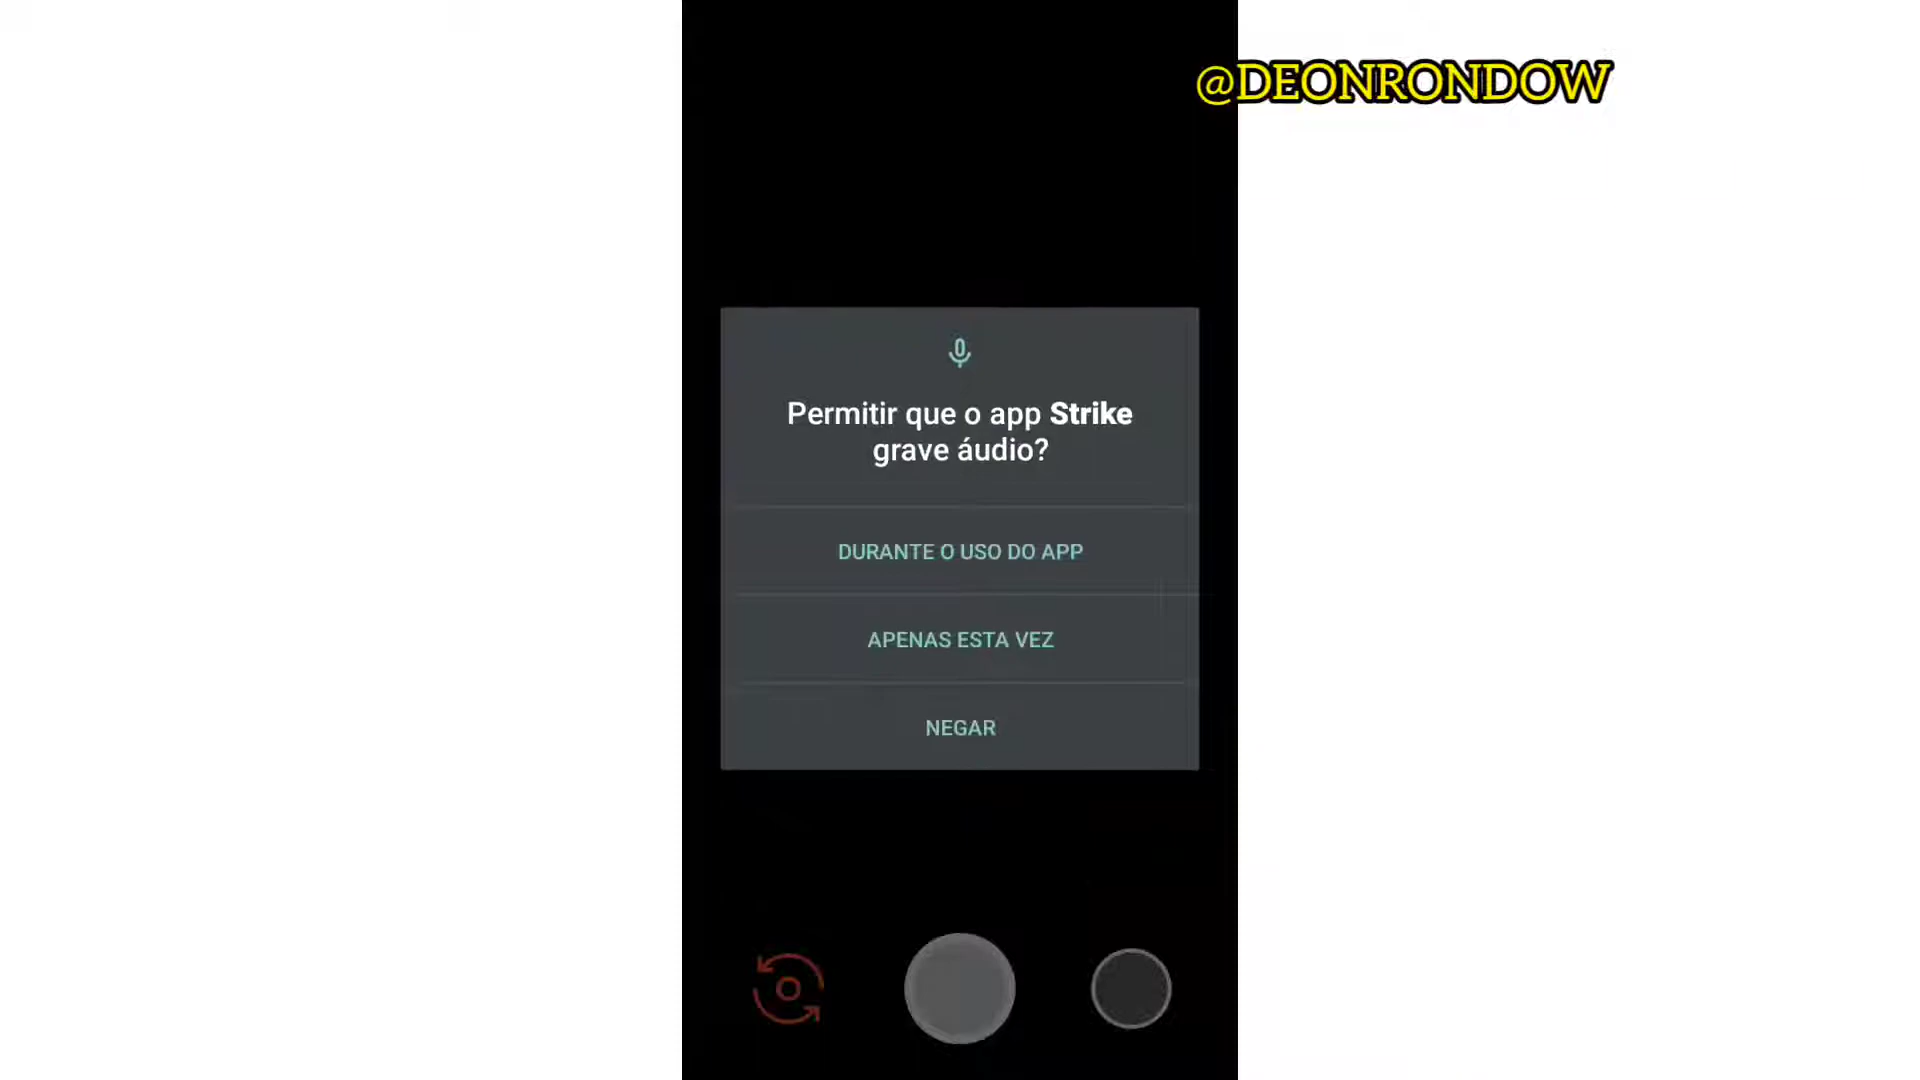 @DEONRONDOW
Permitir que o app Strike
grave áudio?
DURANTE O USO DO APP
APENAS ESTA VEZ
NEGAR